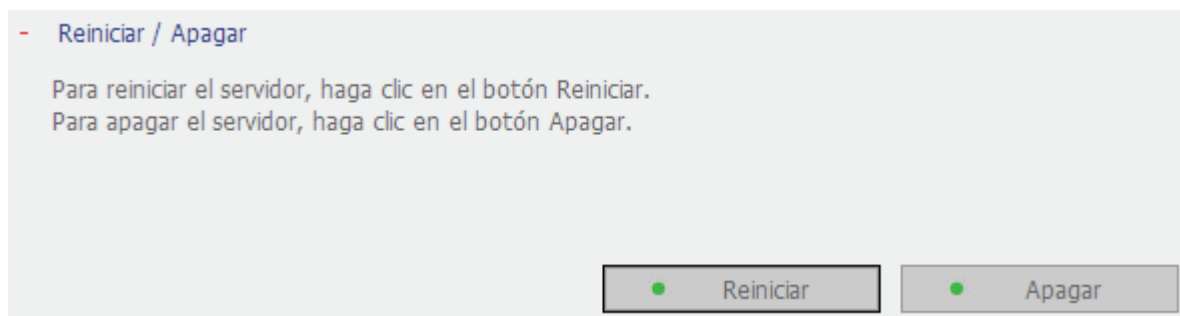 - Reiniciar / Apagar
Para reiniciar el servidor, haga clic en el botón Reiniciar.
Para apagar el servidor, haga clic en el botón Apagar.
Reiniciar
Apagar